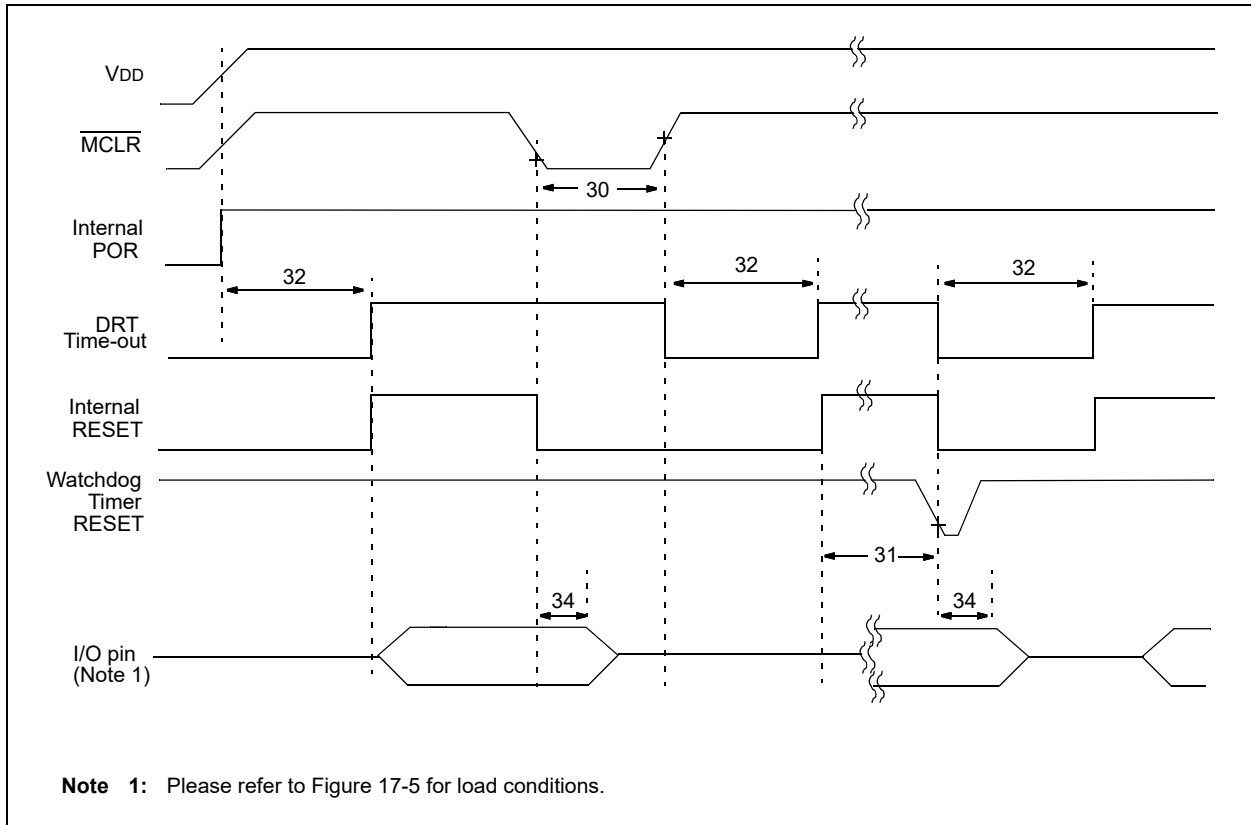 VDD
MCLR
30
Internal
POR
32
32
32
DRT
Time-out
Internal
RESET
Watchdog
Timer
RESET
31
34
34
I/O pin
(Note 1)
Note 1: Please refer to Figure 17-5 for load conditions.